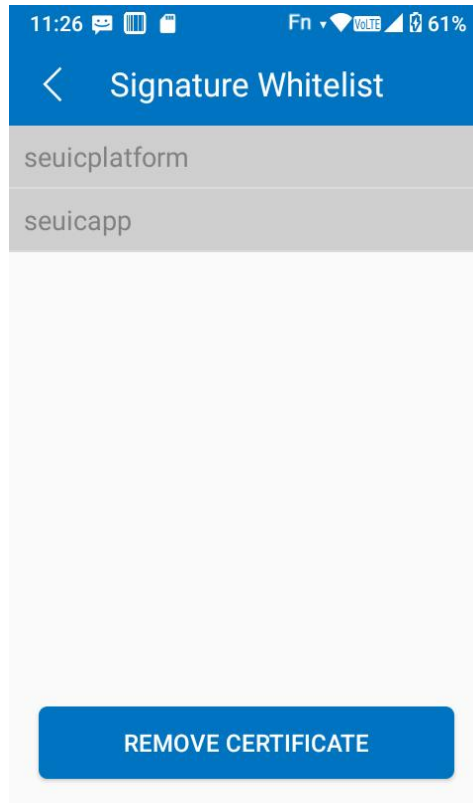 11:26 Fn VoLTE 61%
Signature Whitelist
seuicplatform
seuicapp
REMOVE CERTIFICATE